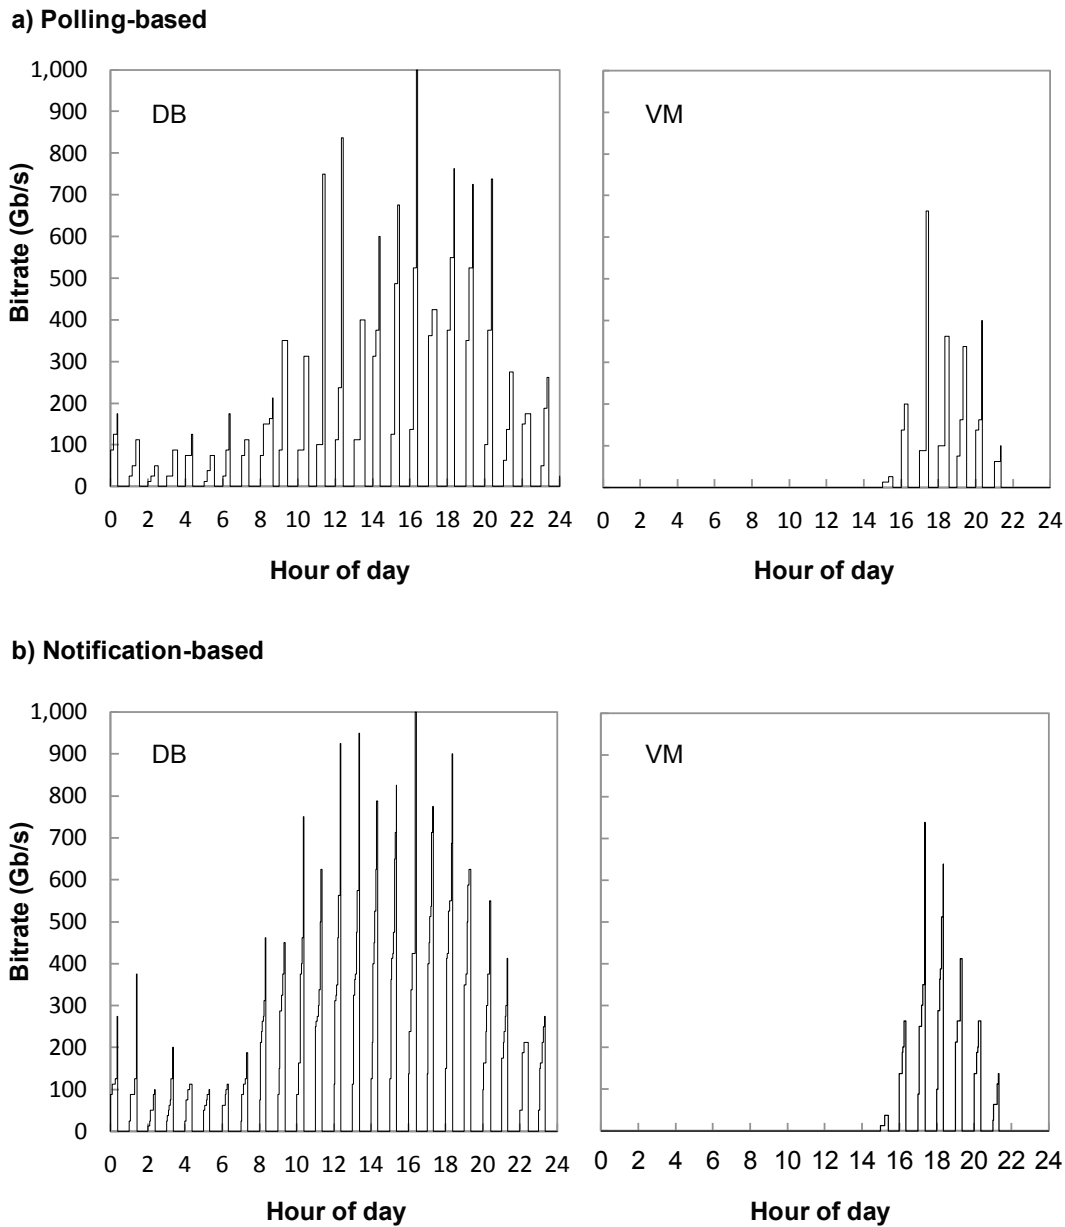 a) Polling-based
DB
VM
Bitrate (Gb/s)
1,000
900
800
700
600
500
400
300
200
100
0
0 2 4 6 8 10 12 14 16 18 20 22 24
0 2 4 6 8 10 12 14 16 18 20 22 24
Hour of day
Hour of day
b) Notification-based
DB
VM
Bitrate (Gb/s)
1,000
900
800
700
600
500
400
300
200
100
0
0 2 4 6 8 10 12 14 16 18 20 22 24
0 2 4 6 8 10 12 14 16 18 20 22 24
Hour of day
Hour of day